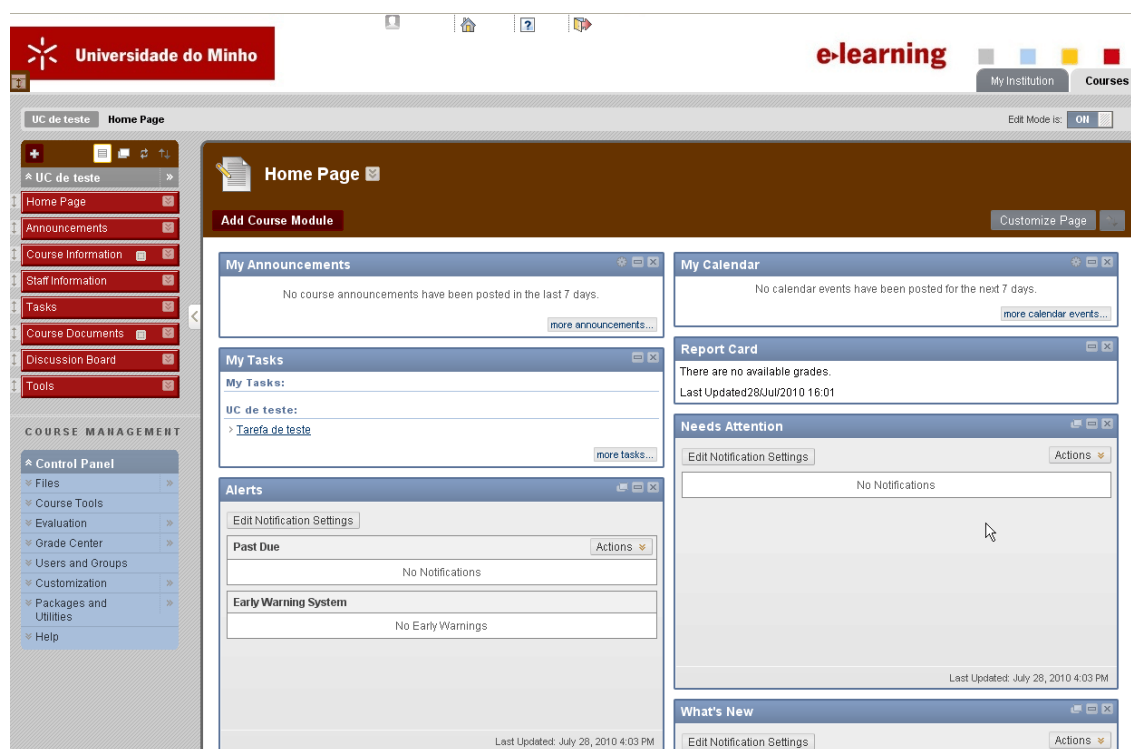 Universidade do Minho
e-learning
My Institution
Courses
UC de teste
Home Page
Edit Mode is:
ON
UC de teste
Home Page
Announcements
Course Information
Staff Information
Tasks
Course Documents
Discussion Board
Tools
COURSE MANAGEMENT
Control Panel
Files
Course Tools
Evaluation
Grade Center
Users and Groups
Customization
Packages and
Utilities
Help
Home Page
Add Course Module
Customize Page
My Announcements
No course announcements have been posted in the last 7 days.
more announcements...
My Tasks
My Tasks:
UC de teste:
> Tarefa de teste
more tasks...
Alerts
Edit Notification Settings
Past Due
Actions
No Notifications
Early Warning System
No Early Warnings
Last Updated: July 28, 2010 4:03 PM
My Calendar
No calendar events have been posted for the next 7 days.
more calendar events...
Report Card
There are no available grades.
Last Updated28/Jul/2010 16:01
Needs Attention
Edit Notification Settings
Actions
No Notifications
Last Updated: July 28, 2010 4:03 PM
What's New
Edit Notification Settings
Actions